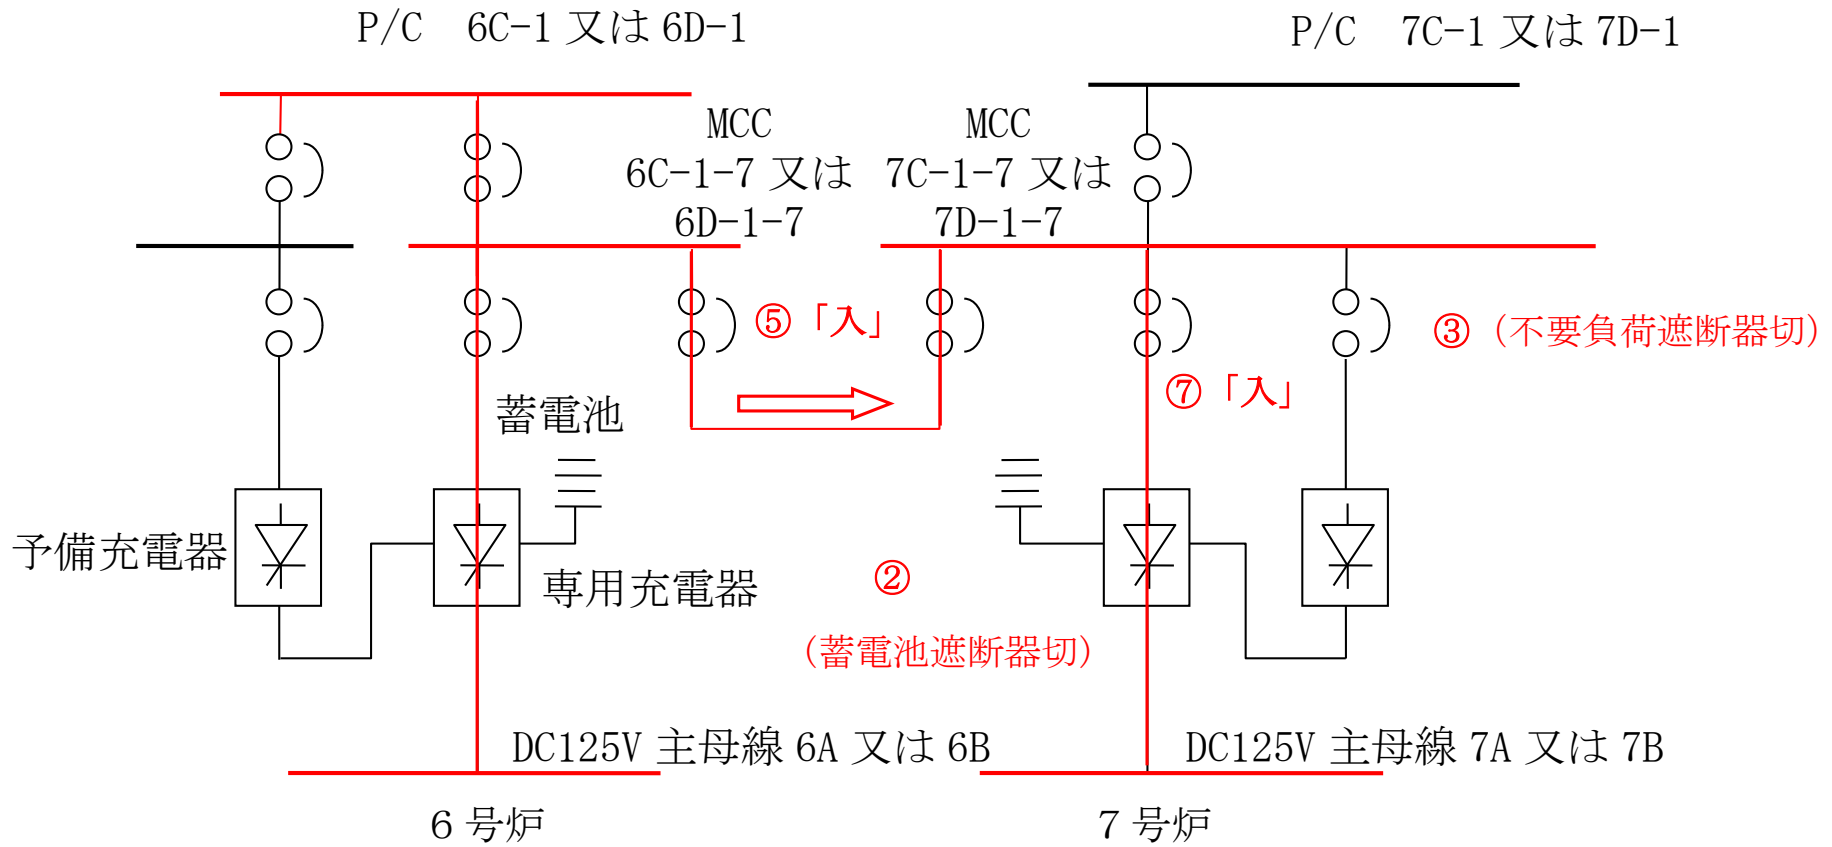 P/C 6C-1 又は 6D-1
P/C 7C-1 又は 7D-1
MCC
6C-1-7 又は
6D-1-7
MCC
7C-1-7 又は
7D-1-7
⑤「入」
③（不要負荷遮断器切）
⑦「入」
蓄電池
予備充電器
専用充電器
②
（蓄電池遮断器切）
DC125V 主母線 6A 又は 6B
DC125V 主母線 7A 又は 7B
6 号炉
7 号炉